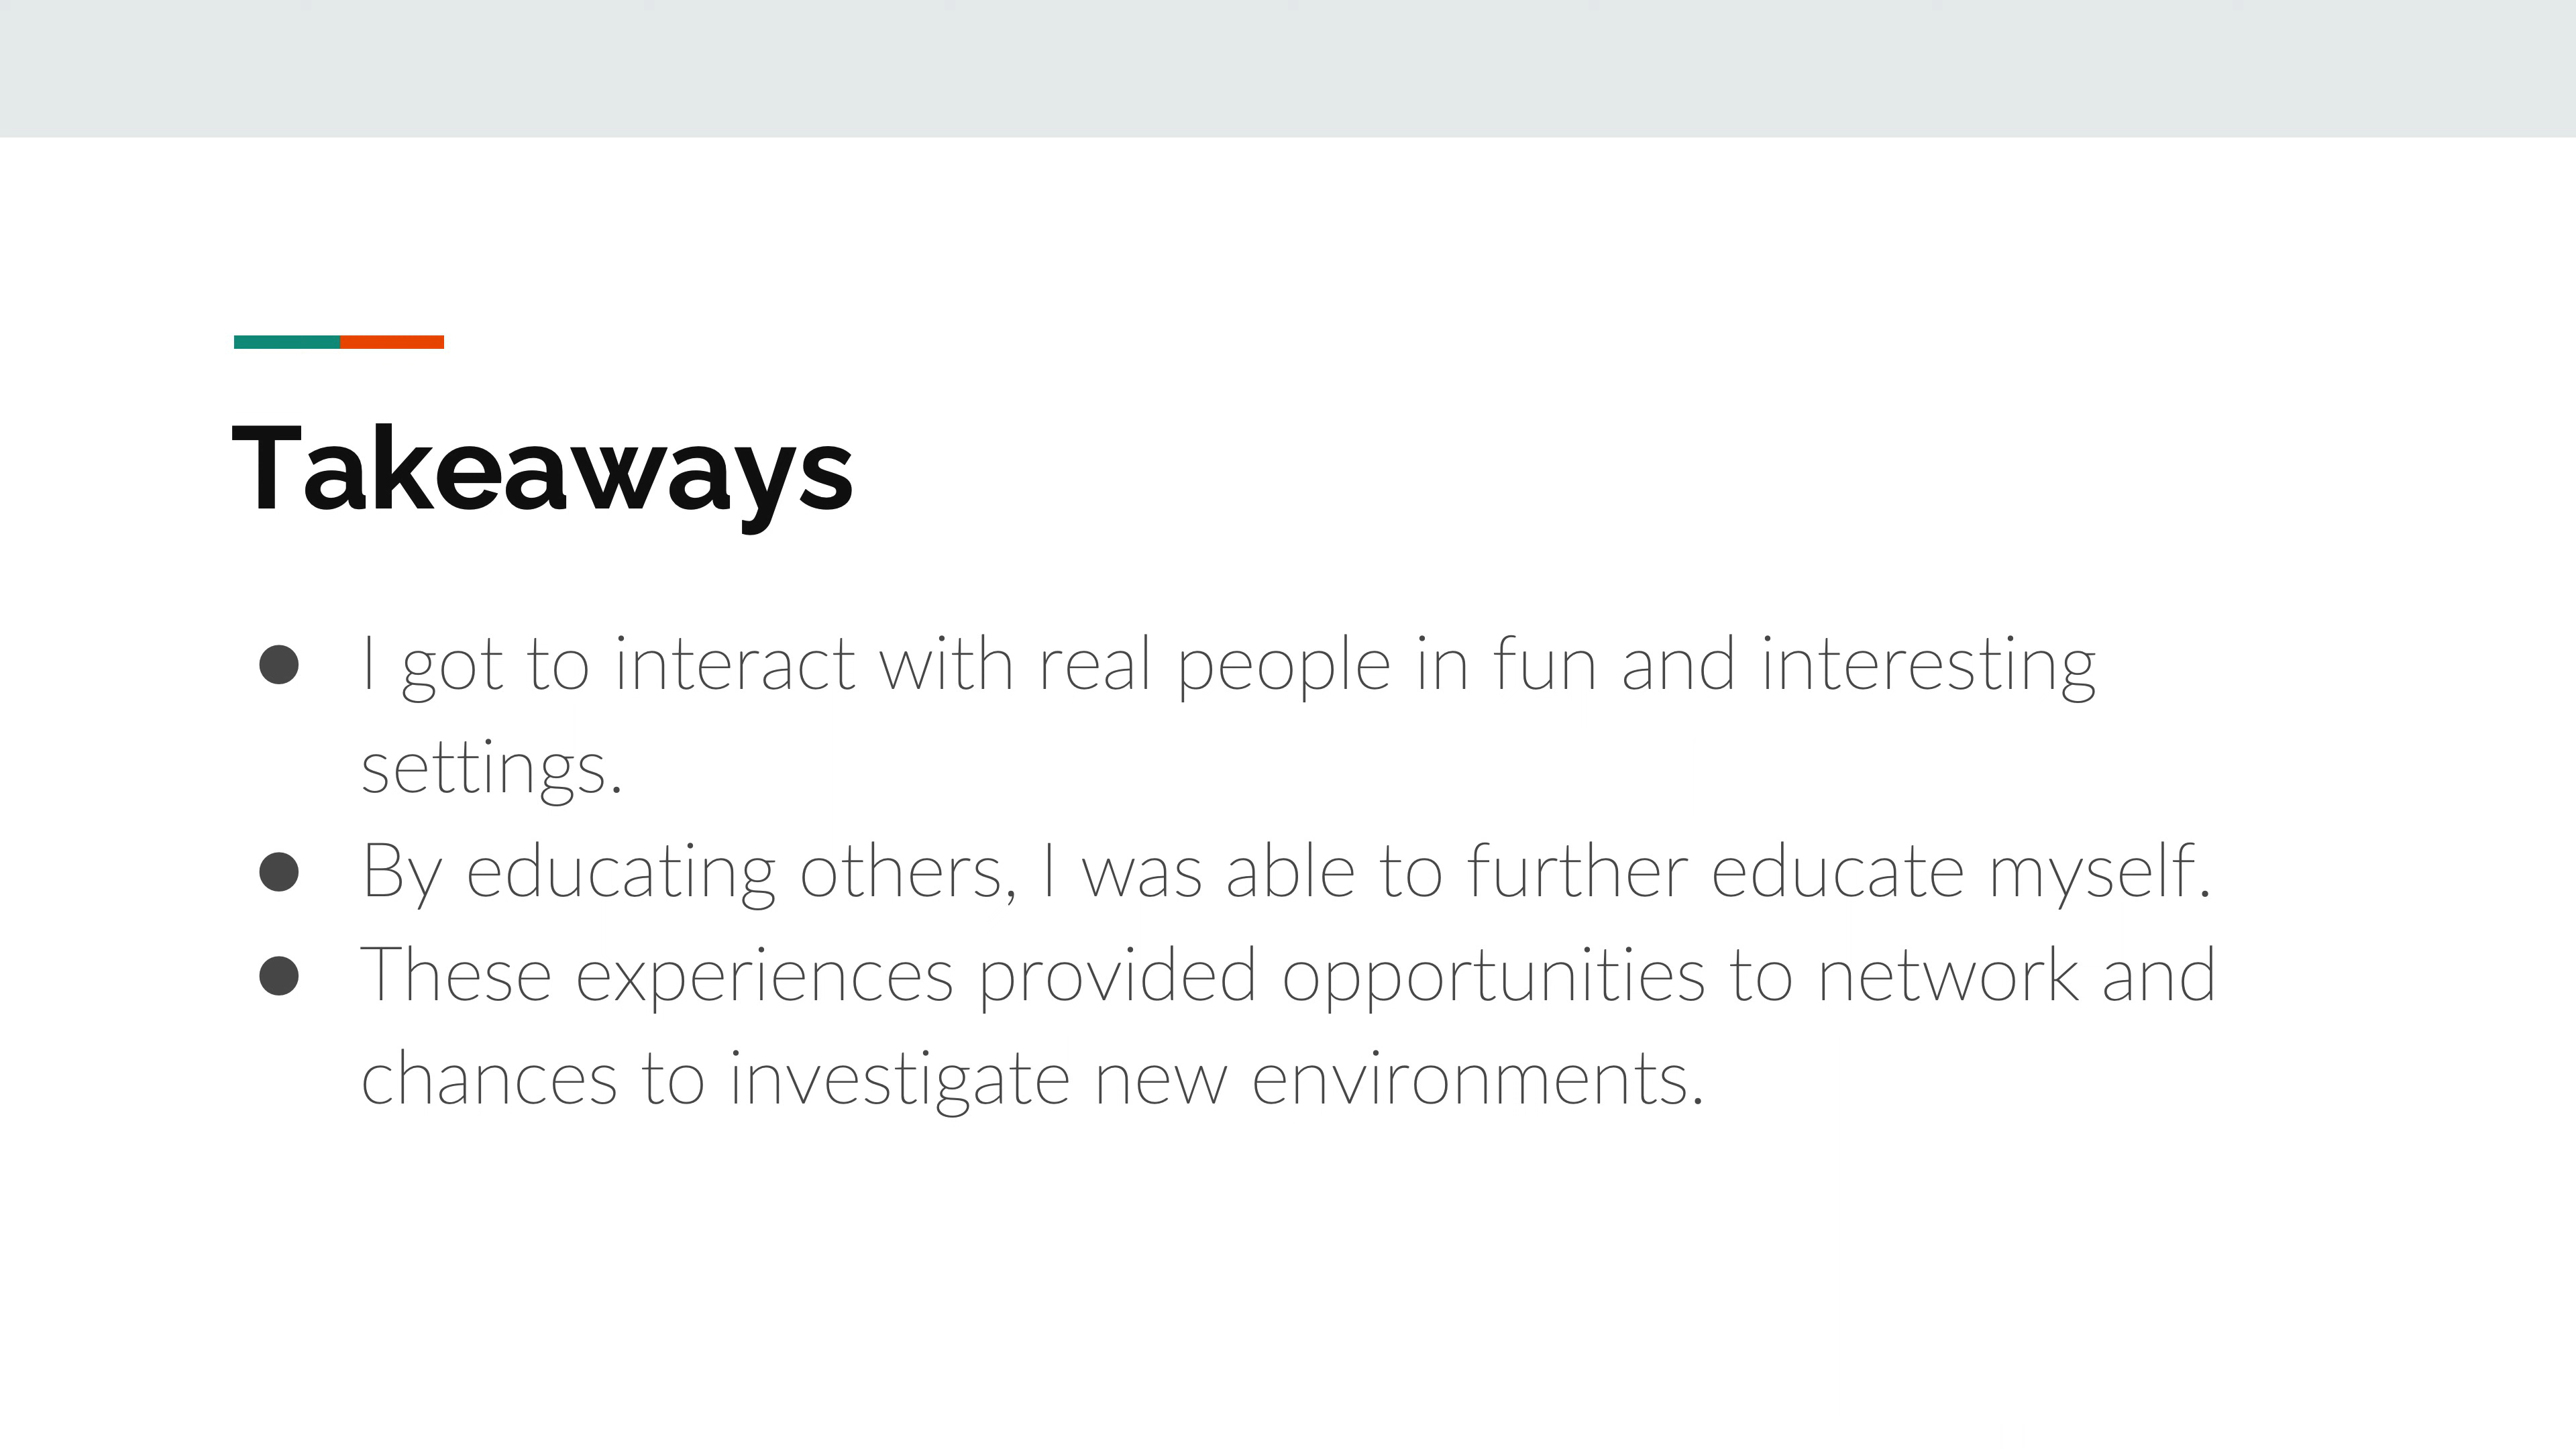 Takeaways
● I got to interact with real people in fun and interesting
settings.
● By educating others, I was able to further educate myself.
● These experiences provided opportunities to network and
chances to investigate new environments.